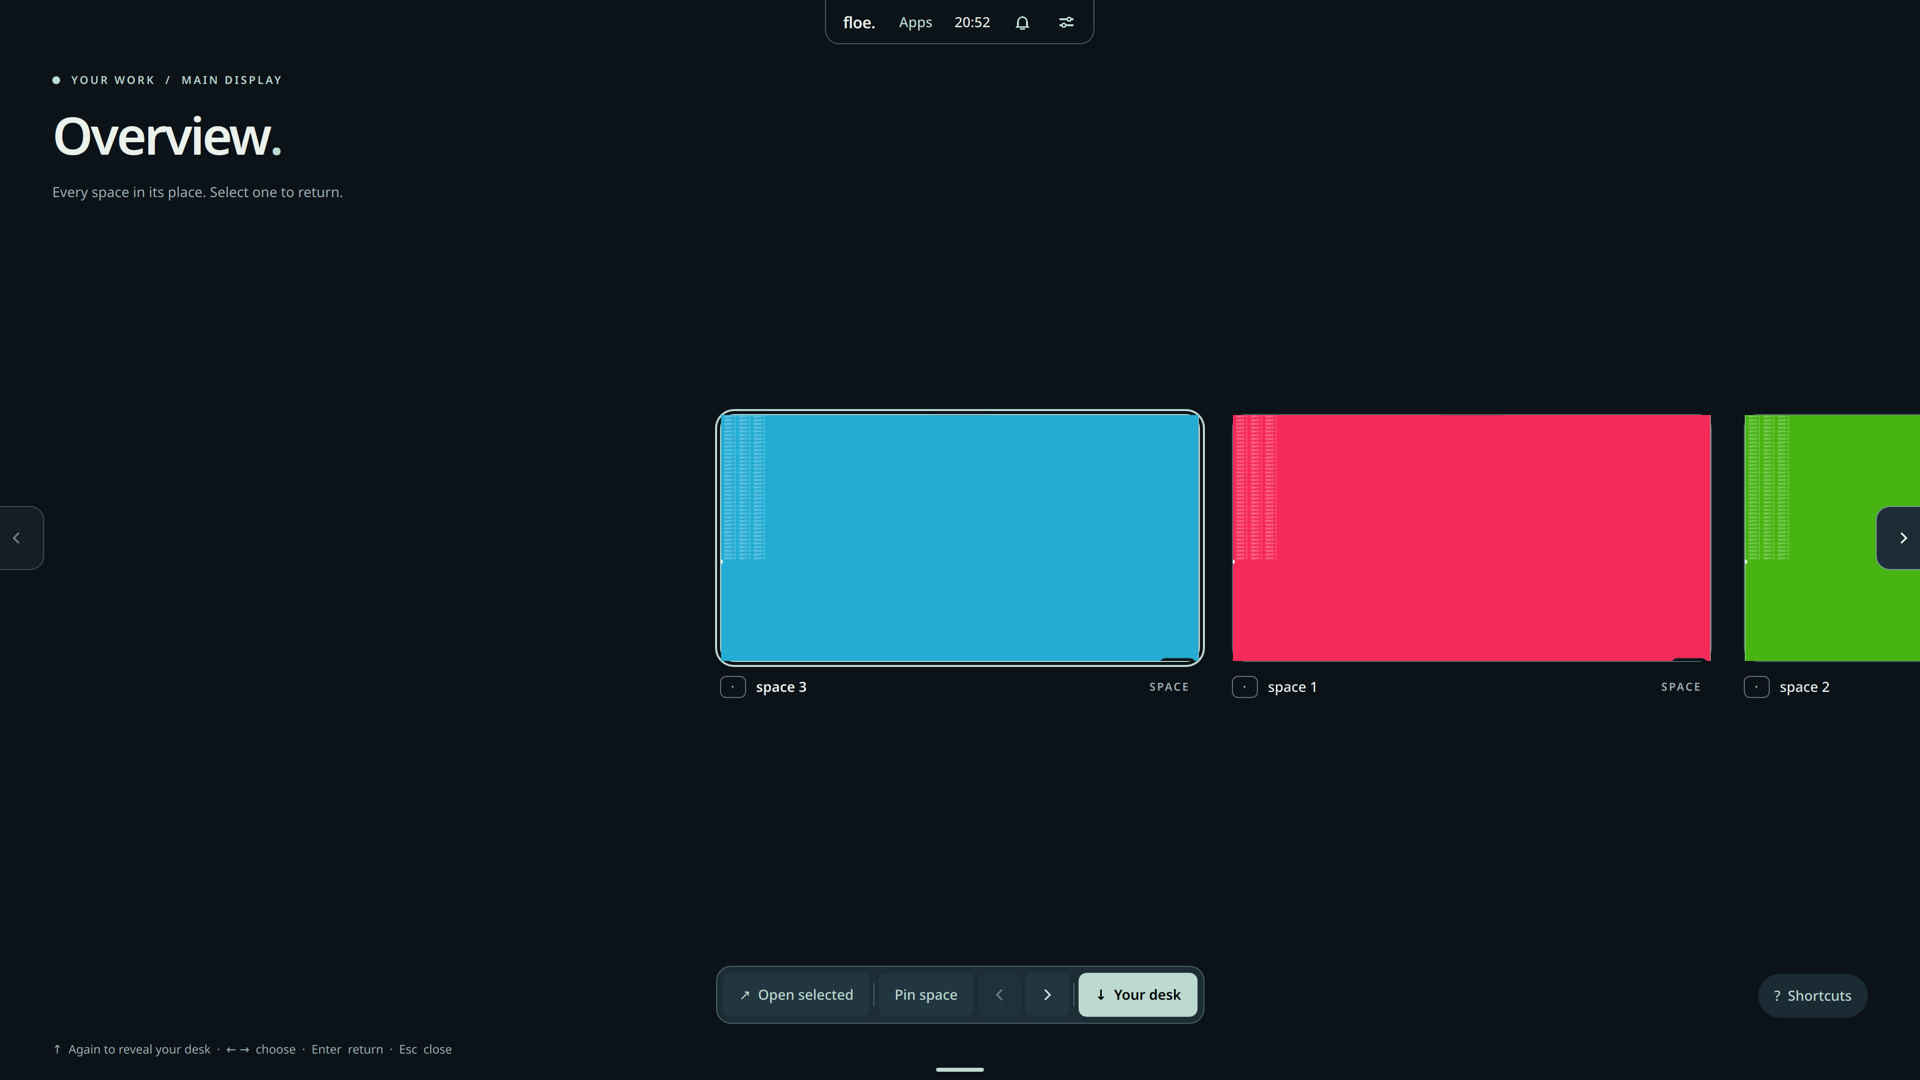 floe. Apps 20:52
YOUR WORK / MAIN DISPLAY
Overview.
Every space in its place. Select one to return.
space 3 SPACE
space 1 SPACE
space 2
↗ Open selected
Pin space
↓ Your desk
? Shortcuts
↑ Again to reveal your desk · ←→ choose · Enter return · Esc close